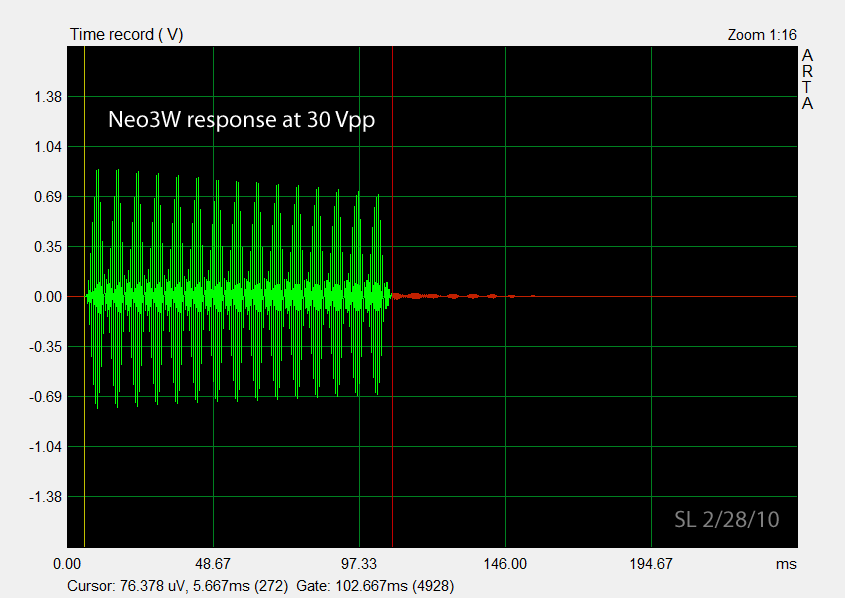 Time record ( V)
Zoom 1:16
A
R
T
A
1.38
1.04
0.69
0.35
0.00
-0.35
-0.69
-1.04
-1.38
Neo3W response at 30 Vpp
SL 2/28/10
0.00 48.67 97.33 146.00 194.67 ms
Cursor: 76.378 uV, 5.667ms (272) Gate: 102.667ms (4928)